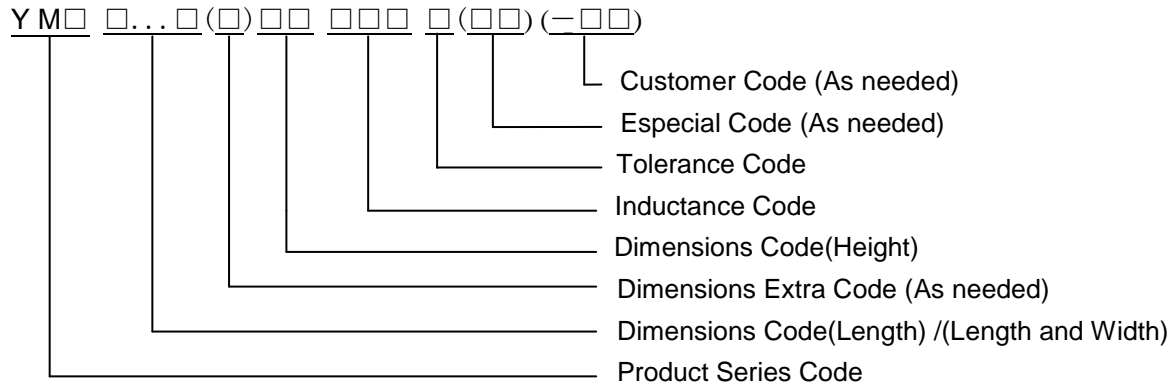 YM□ □...□(□)□□ □□□ □(□□)(－□□)
Customer Code (As needed)
Especial Code (As needed)
Tolerance Code
Inductance Code
Dimensions Code(Height)
Dimensions Extra Code (As needed)
Dimensions Code(Length) /(Length and Width)
Product Series Code